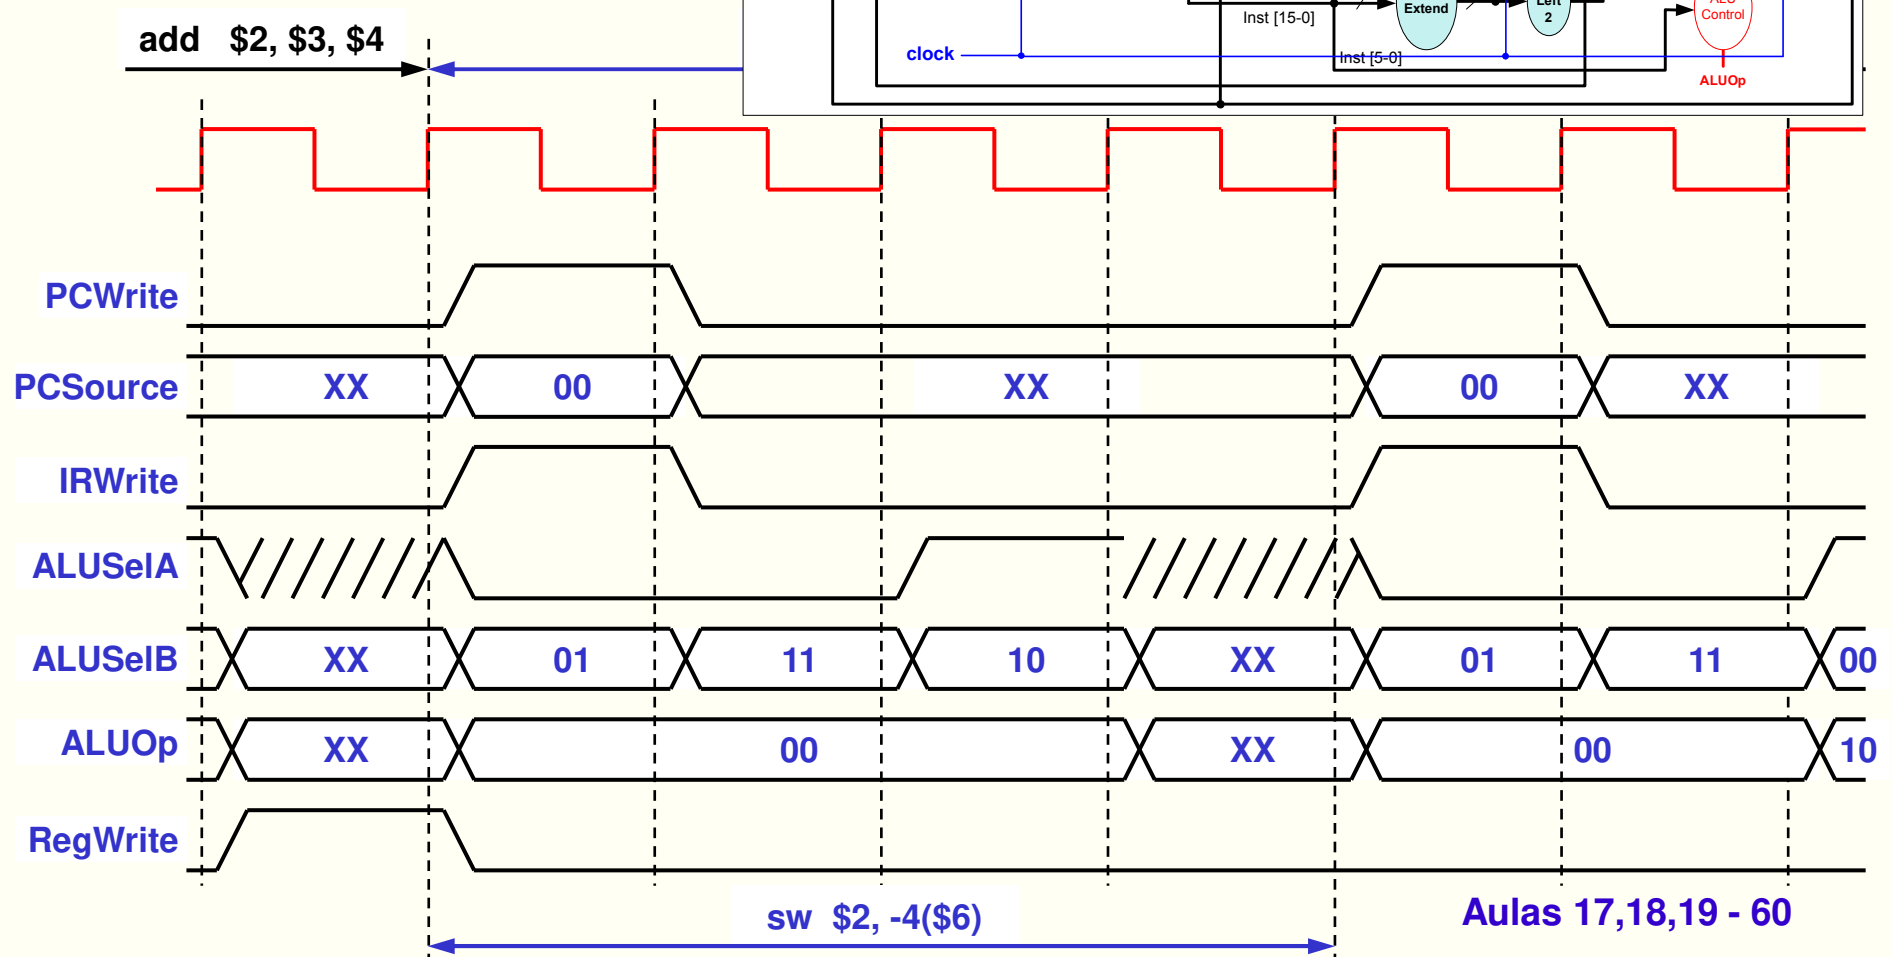 add $2, $3, $4
Inst [15-0]
Extend
Left
2
ALU
Control
clock
Inst [5-0]
ALUOp
PCWrite
PCSource XX 00 XX 00 XX
IRWrite
ALUSelA
ALUSelB XX 01 11 10 XX 01 11 00
ALUOp XX 00 XX 00 10
RegWrite
sw $2, -4($6)
Aulas 17,18,19 - 60